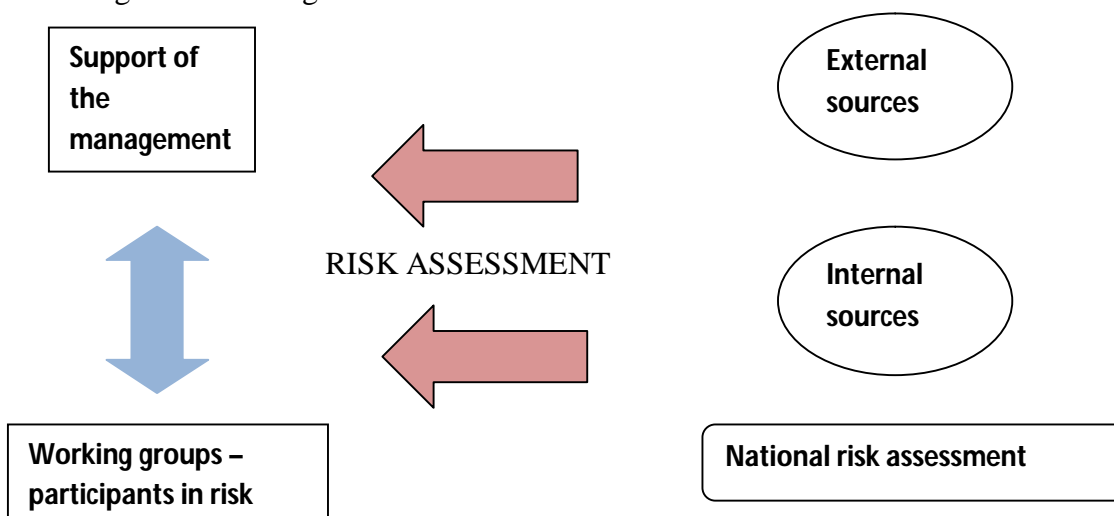 Support of
the
management
External
sources
RISK ASSESSMENT
Internal
sources
Working groups –
participants in risk
National risk assessment